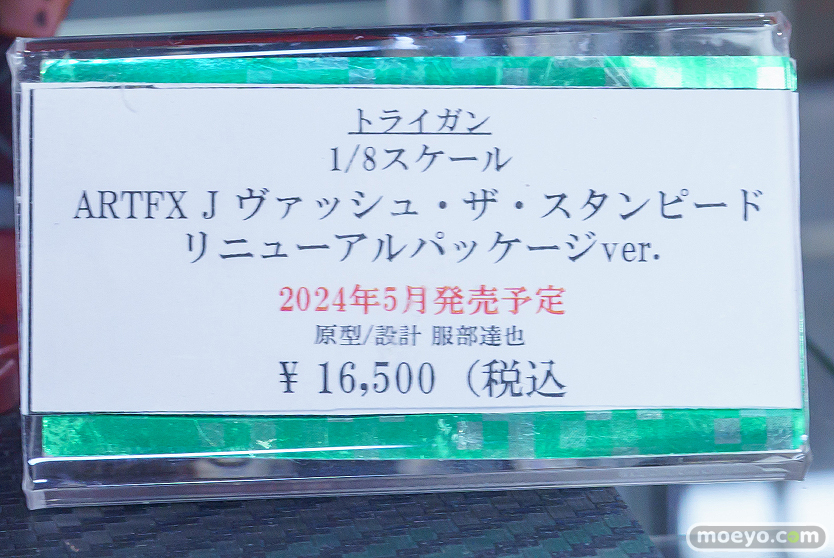 トライガン
1/8スケール
ARTFX J ヴァッシュ・ザ・スタンピード
リニューアルパッケージver.
2024年5月発売予定
原型/設計 服部達也
￥ 16,500 (税込
moeyo.com